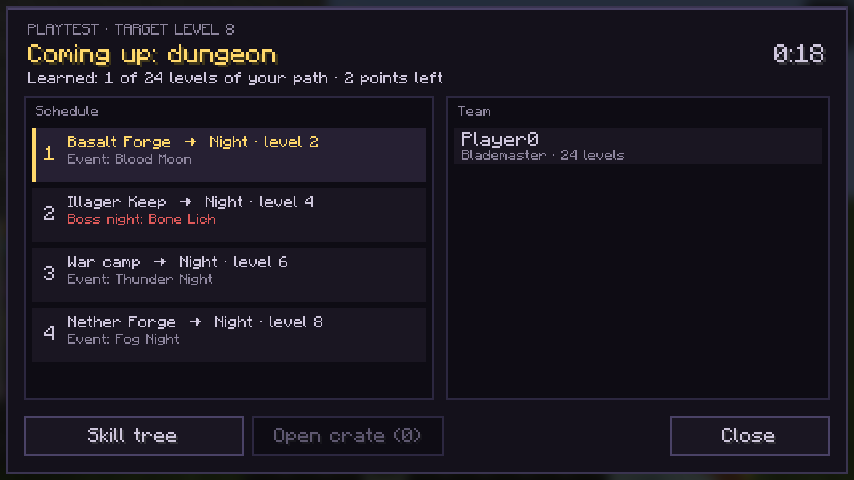 PLAYTEST · TARGET LEVEL 8
Coming up: dungeon
0:18
Learned: 1 of 24 levels of your path · 2 points left
Schedule
1
Basalt Forge → Night · level 2
Event: Blood Moon
2
Illager Keep → Night · level 4
Boss night: Bone Lich
3
War camp → Night · level 6
Event: Thunder Night
4
Nether Forge → Night · level 8
Event: Fog Night
Team
Player0
Blademaster · 24 levels
Skill tree
Open crate (0)
Close